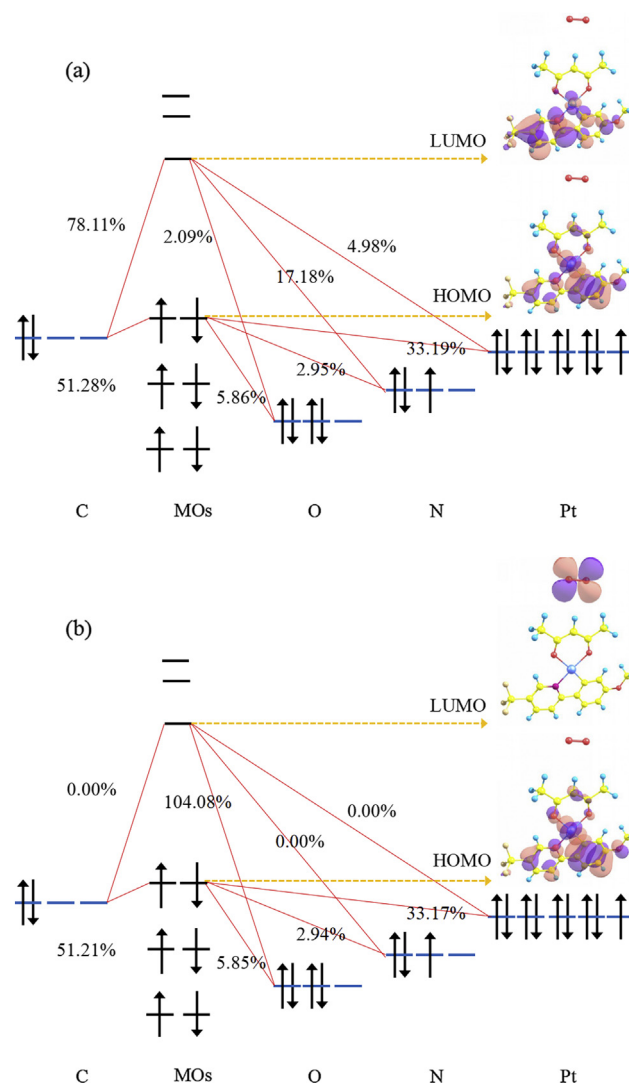 (a)
LUMO
78.11%
2.09%
4.98%
17.18%
HOMO
33.19%
2.95%
51.28%
5.86%
C MOs O N Pt
(b)
LUMO
0.00%
104.08%
0.00%
0.00%
HOMO
33.17%
2.94%
51.21%
5.85%
C MOs O N Pt